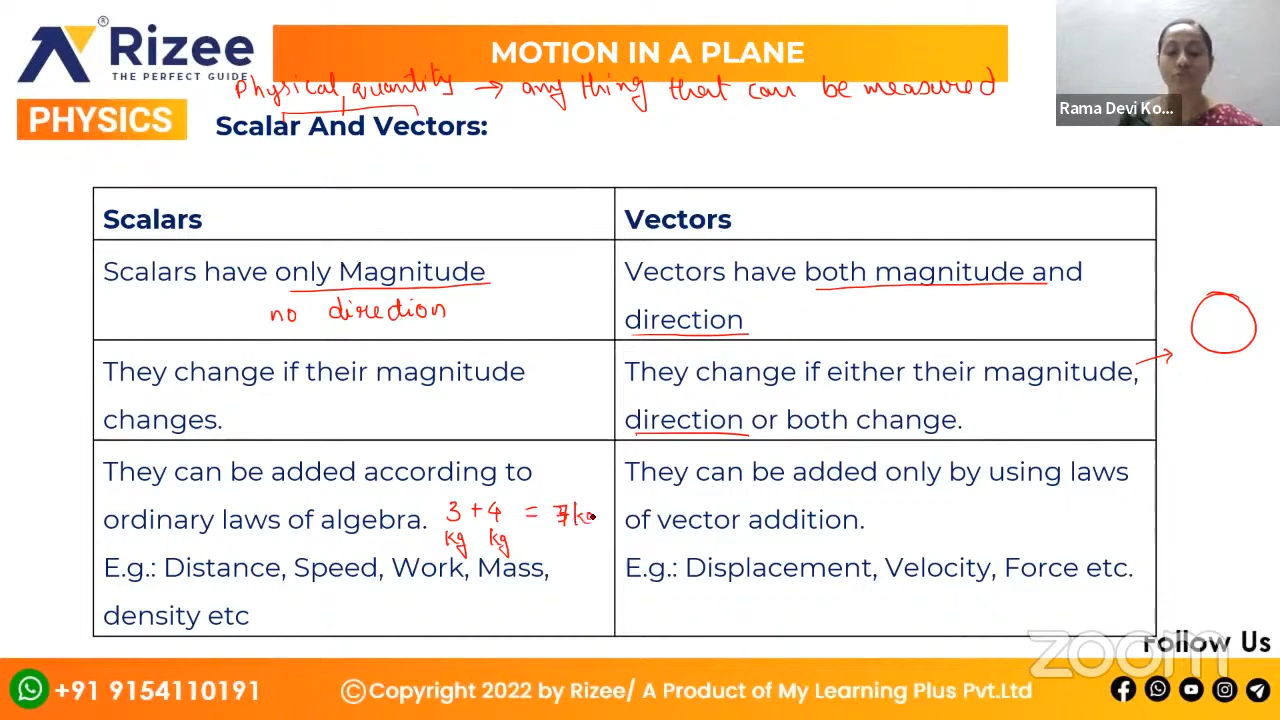 Rizee®
THE PERFECT GUIDE
MOTION IN A PLANE
Physical quantity → any thing that can be measured
PHYSICS
Scalar And Vectors:
Rama Devi Ko...
Scalars
Vectors
Scalars have only Magnitude
no direction
Vectors have both magnitude and
direction
They change if their magnitude
changes.
They change if either their magnitude,
direction or both change.
They can be added according to
ordinary laws of algebra. 3 + 4 = 7 kg
kg kg
E.g.: Distance, Speed, Work, Mass,
density etc
They can be added only by using laws
of vector addition.
E.g.: Displacement, Velocity, Force etc.
zoom
Follow Us
+91 9154110191
©Copyright 2022 by Rizee/ A Product of My Learning Plus Pvt.Ltd